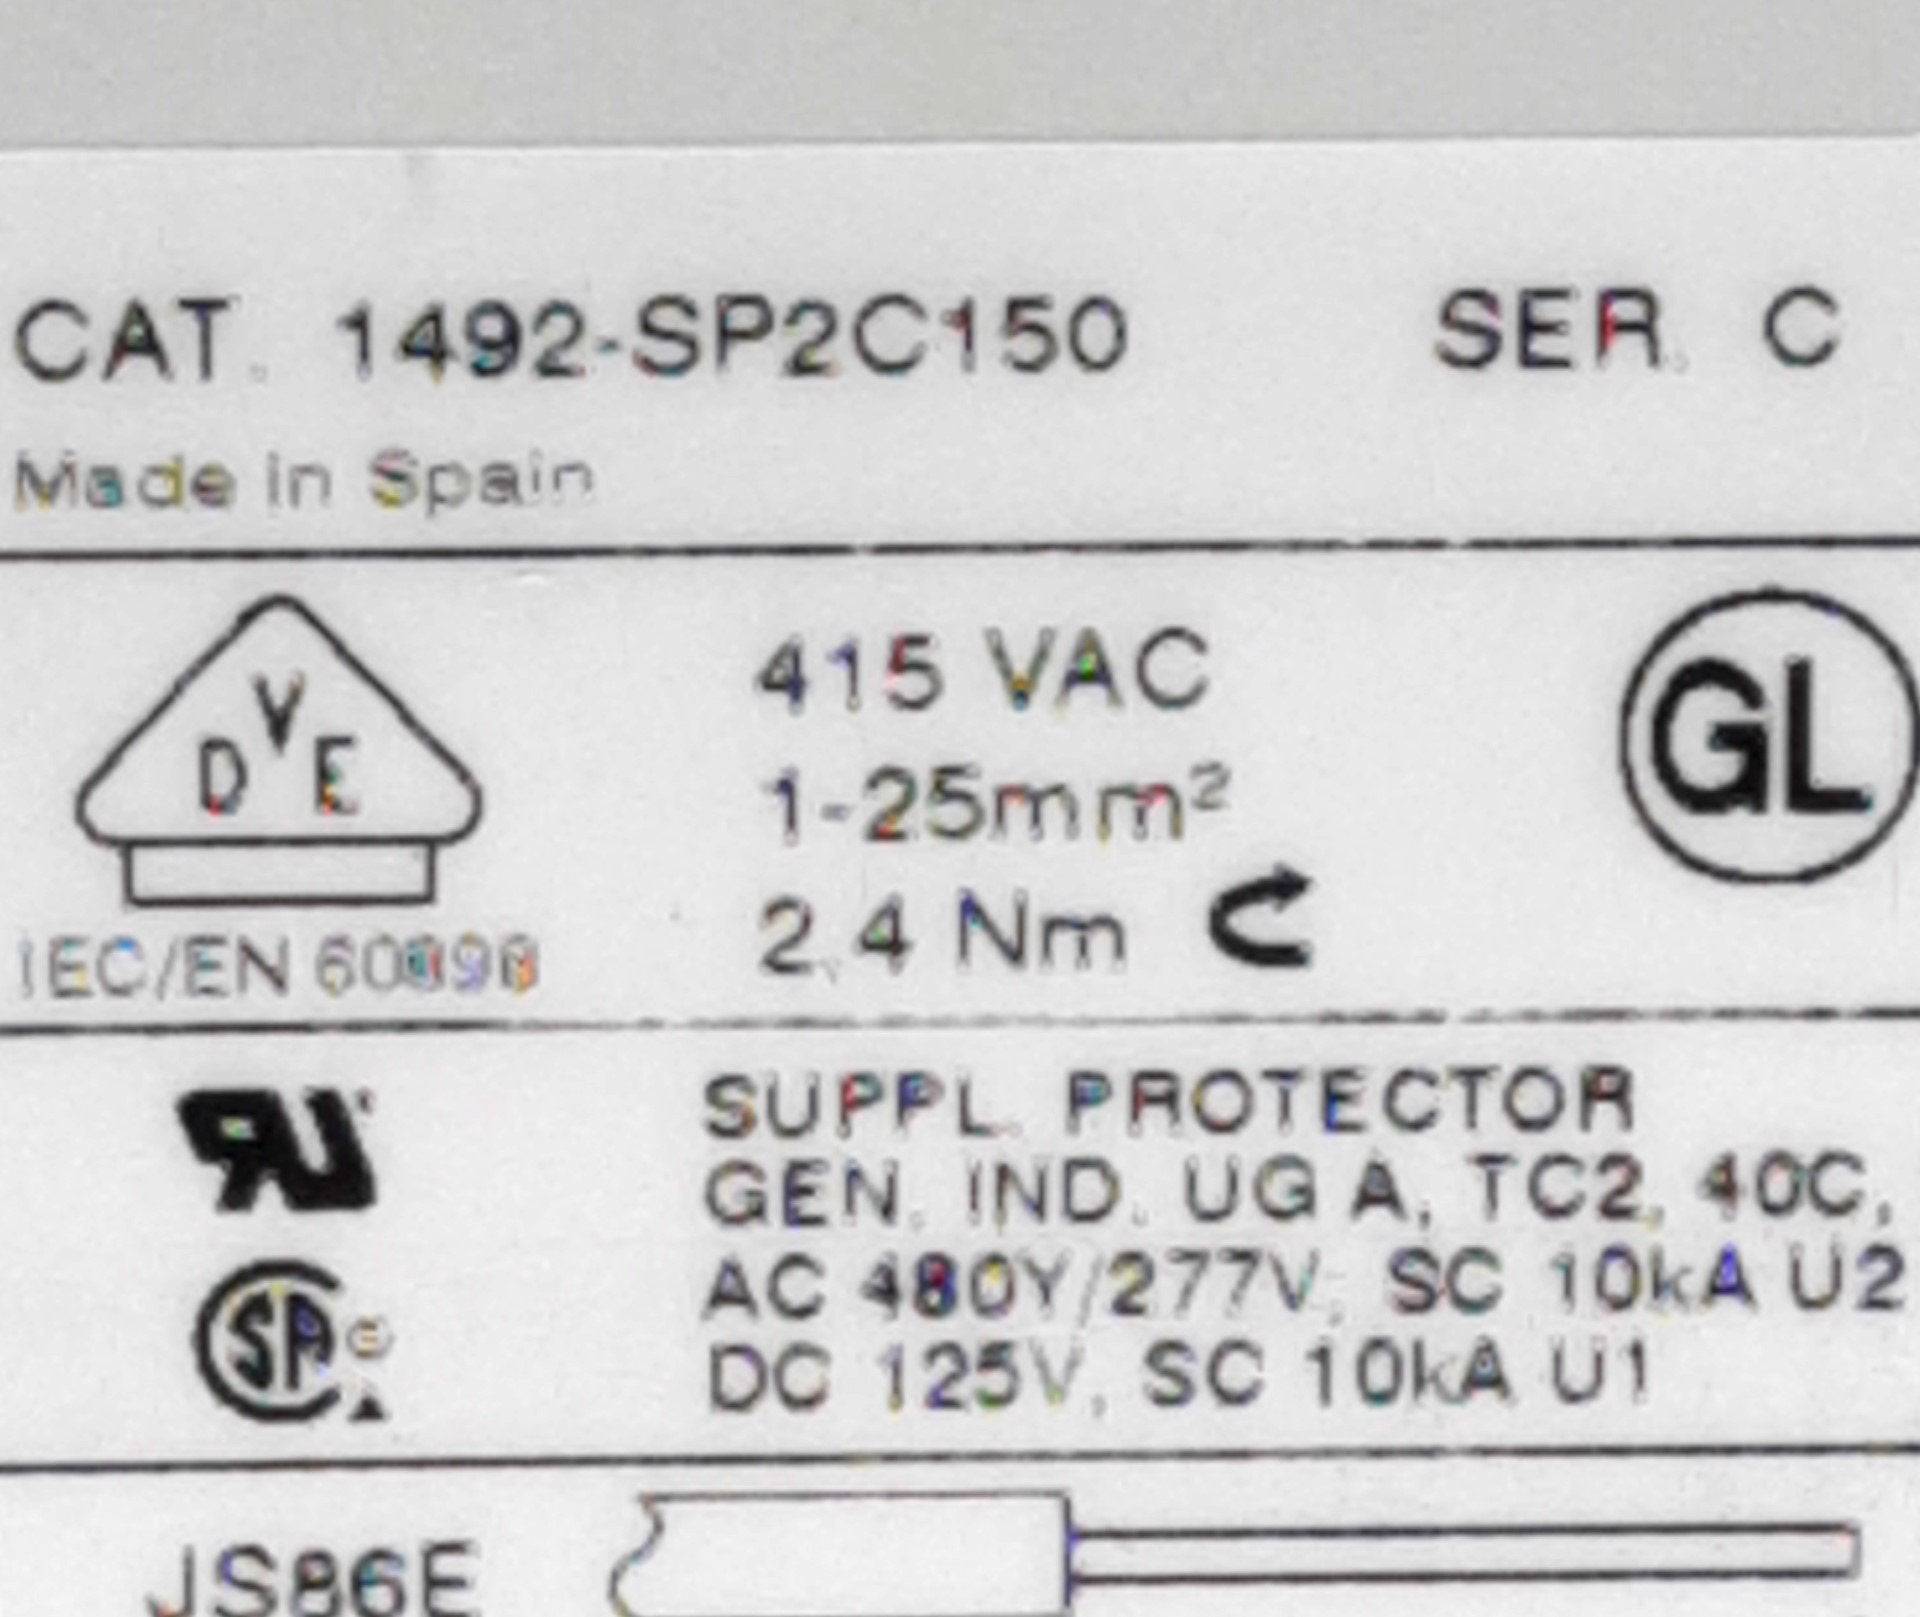 CAT. 1492-SP2C150 SER. C
Made in Spain
VDE
415 VAC
GL
1-25mm²
2.4 Nm
IEC/EN 60898
SUPPL. PROTECTOR
GEN. IND. UG A, TC2, 40C,
AC 480Y/277V, SC 10kA U2
DC 125V, SC 10kA U1
JS86E